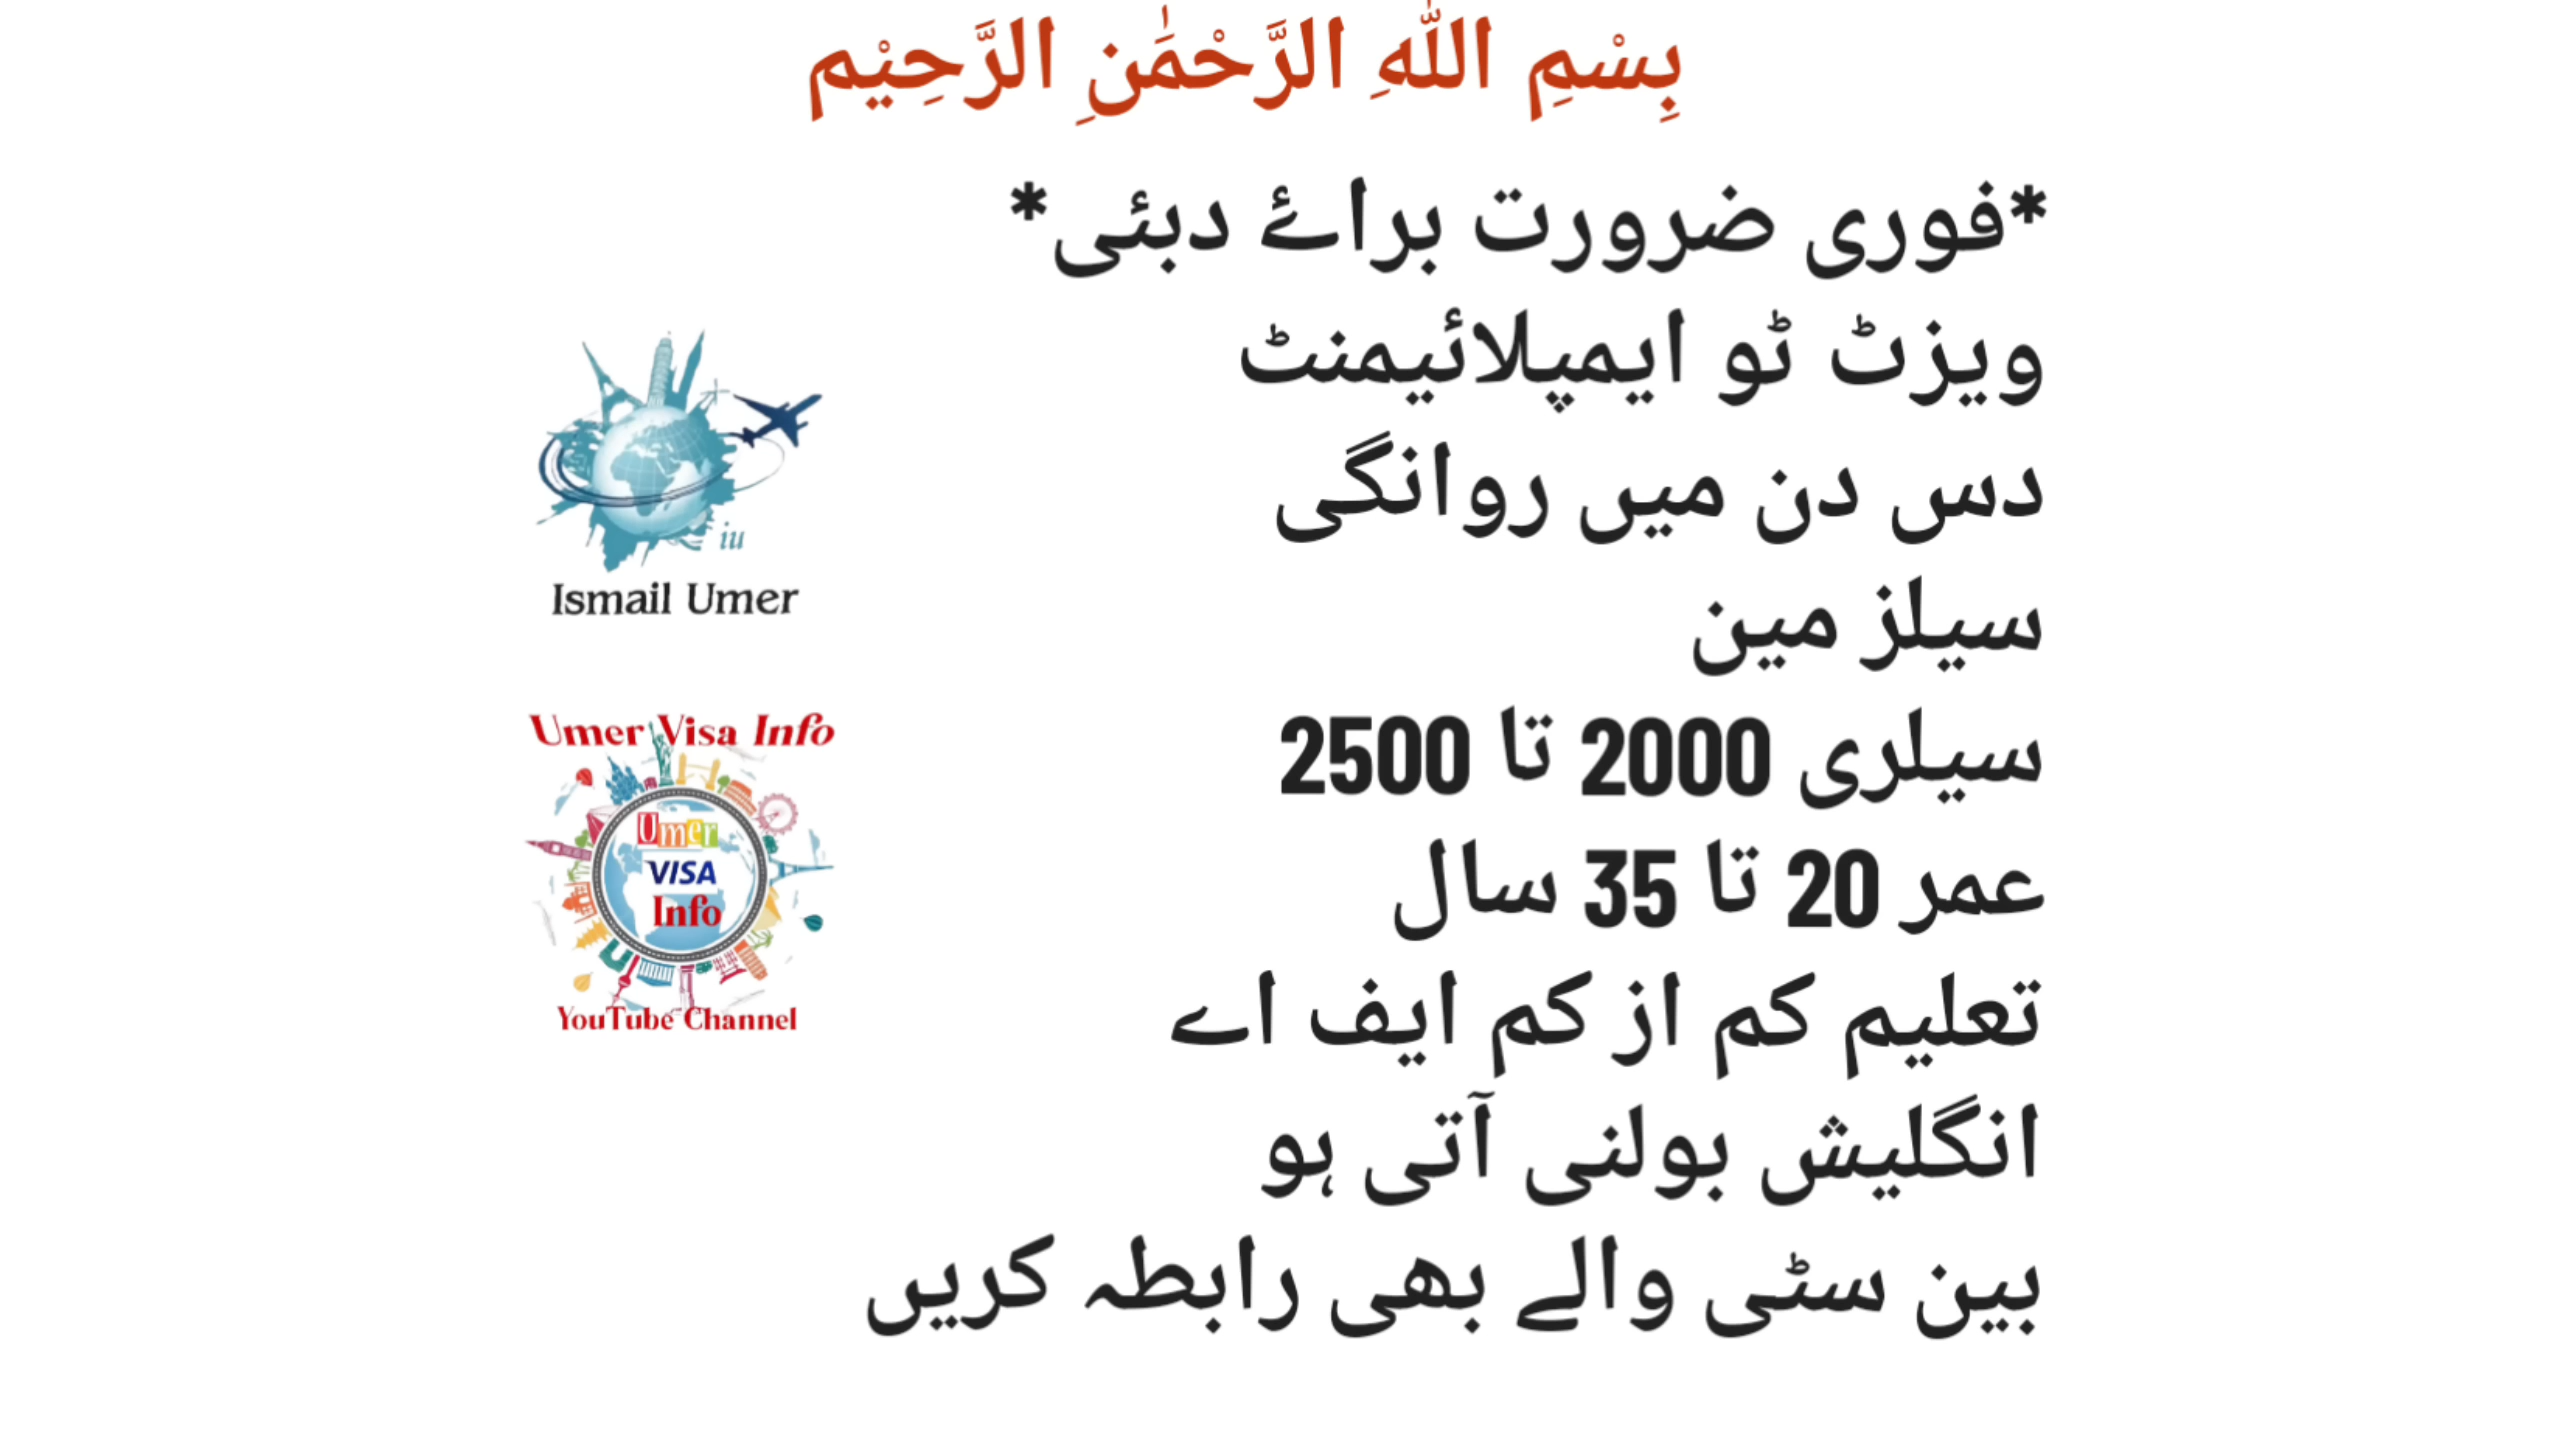 بِسْمِ اللّٰهِ الرَّحْمٰنِ الرَّحِيْم
*فوری ضرورت براۓ دبئی*
ویزٹ ٹو ایمپلائیمنٹ
دس دن میں روانگی
سیلز مین
سیلری 2000 تا 2500
عمر 20 تا 35 سال
تعلیم کم از کم ایف اے
انگلیش بولنی آتی ہو
بین سٹی والے بھی رابطہ کریں
iu
Ismail Umer
Umer Visa Info
Umer
VISA
Info
YouTube Channel